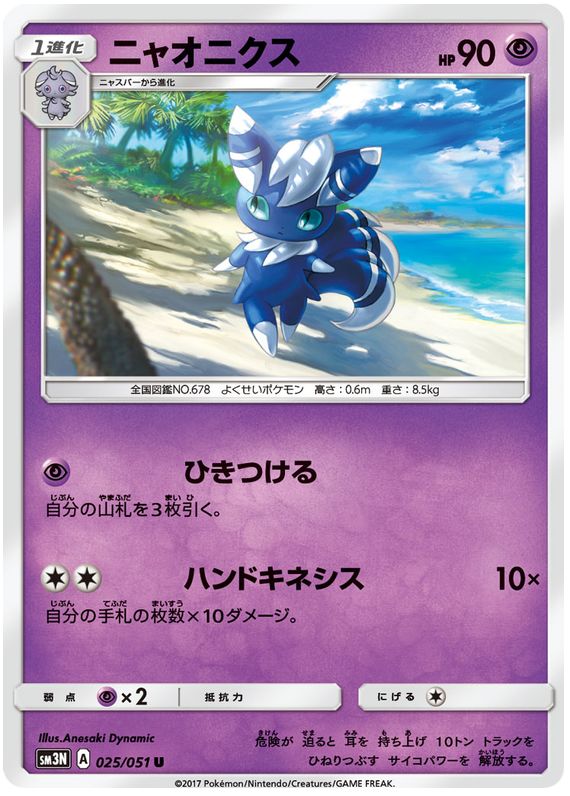 1進化 ニャオニクス HP 90
ニャスパーから進化
全国図鑑NO.678 よくせいポケモン 高さ:0.6m 重さ:8.5kg
ひきつける
自分の山札を3枚引く。
ハンドキネシス 10×
自分の手札の枚数×10ダメージ。
弱点 ×2 抵抗力 にげる
Illus.Anesaki Dynamic
SM3N A 025/051 U
危険が 迫ると 耳を 持ち上げ 10トン トラックを
ひねりつぶす サイコパワーを 解放する。
©2017 Pokémon/Nintendo/Creatures/GAME FREAK.